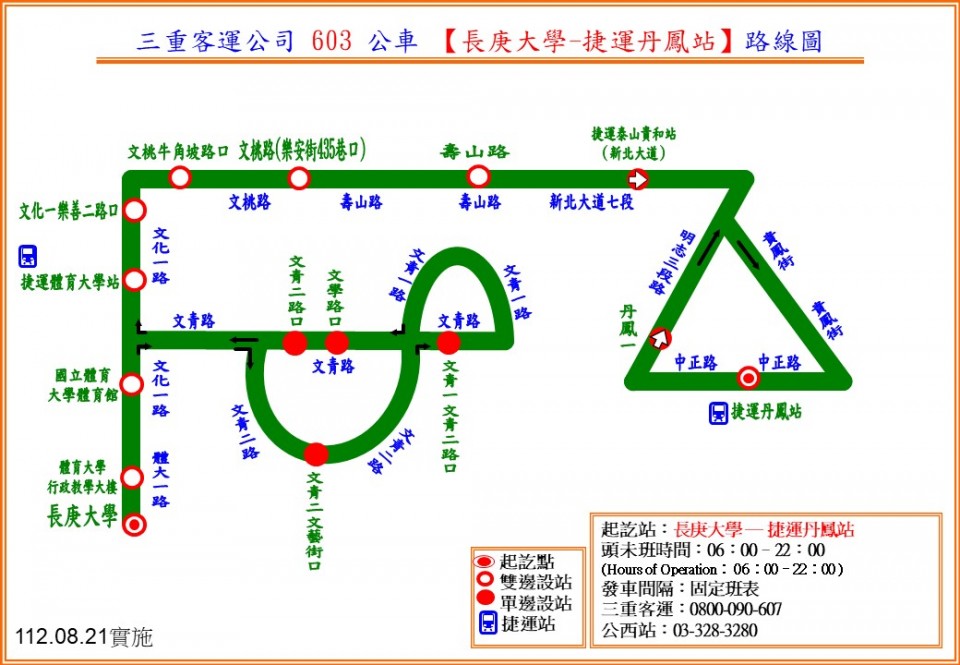 三重客運公司 603 公車 【長庚大學-捷運丹鳳站】路線圖
文桃牛角坡路口
文桃路(樂安街435巷口)
壽山路
捷運泰山貴和站
(新北大道)
文桃路
壽山路
壽山路
新北大道七段
文化一樂善二路口
文化一路
捷運體育大學站
文青路
文青二路口
文學路口
文青一路
文青一路
文青路
文青路
明志三段路
貴鳳街
貴鳳街
丹鳳一
中正路
中正路
捷運丹鳳站
國立體育
大學體育館
文化一路
文青二路
文青二路
文青一文青二路口
體育大學
行政教學大樓
體大一路
長庚大學
文青二文藝街口
起訖點
雙邊設站
單邊設站
捷運站
起訖站：長庚大學—捷運丹鳳站
頭末班時間：06：00－22：00
(Hours of Operation：06：00－22：00)
發車間隔：固定班表
三重客運：0800-090-607
公西站：03-328-3280
112.08.21實施